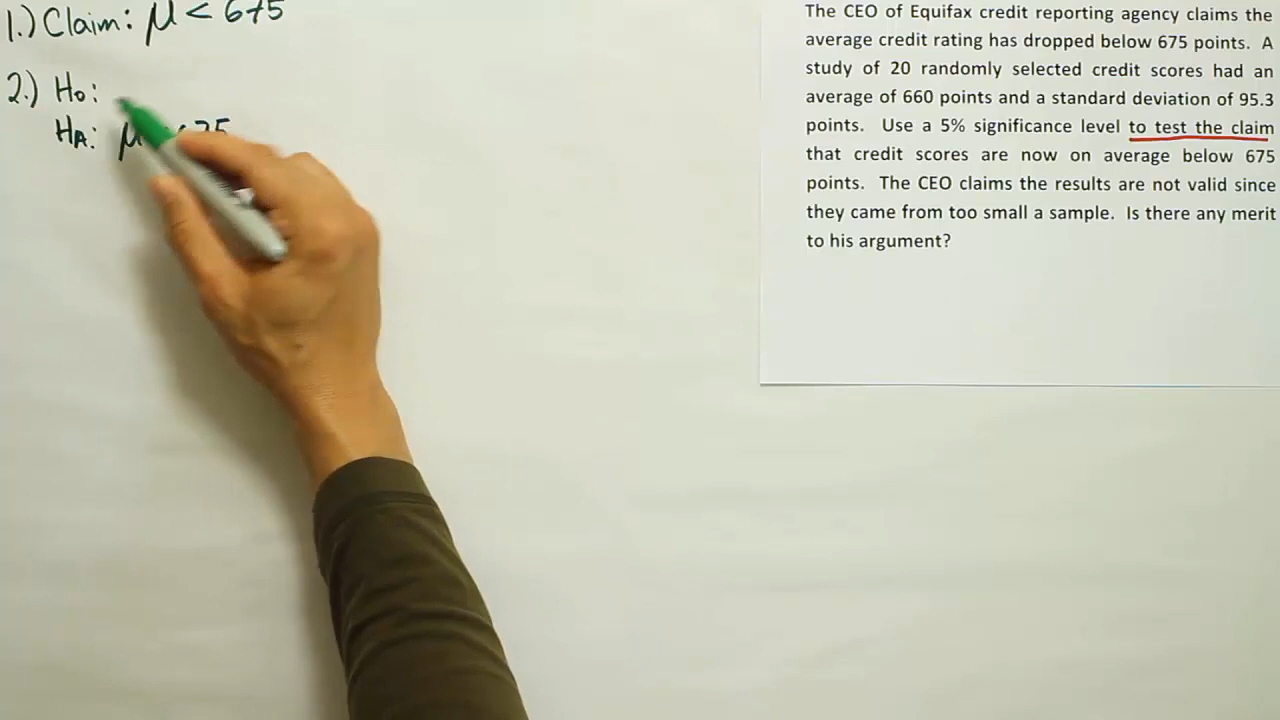 1.) Claim: μ < 675
2.) H₀:
Hₐ: μ < 675
The CEO of Equifax credit reporting agency claims the
average credit rating has dropped below 675 points. A
study of 20 randomly selected credit scores had an
average of 660 points and a standard deviation of 95.3
points. Use a 5% significance level to test the claim
that credit scores are now on average below 675
points. The CEO claims the results are not valid since
they came from too small a sample. Is there any merit
to his argument?